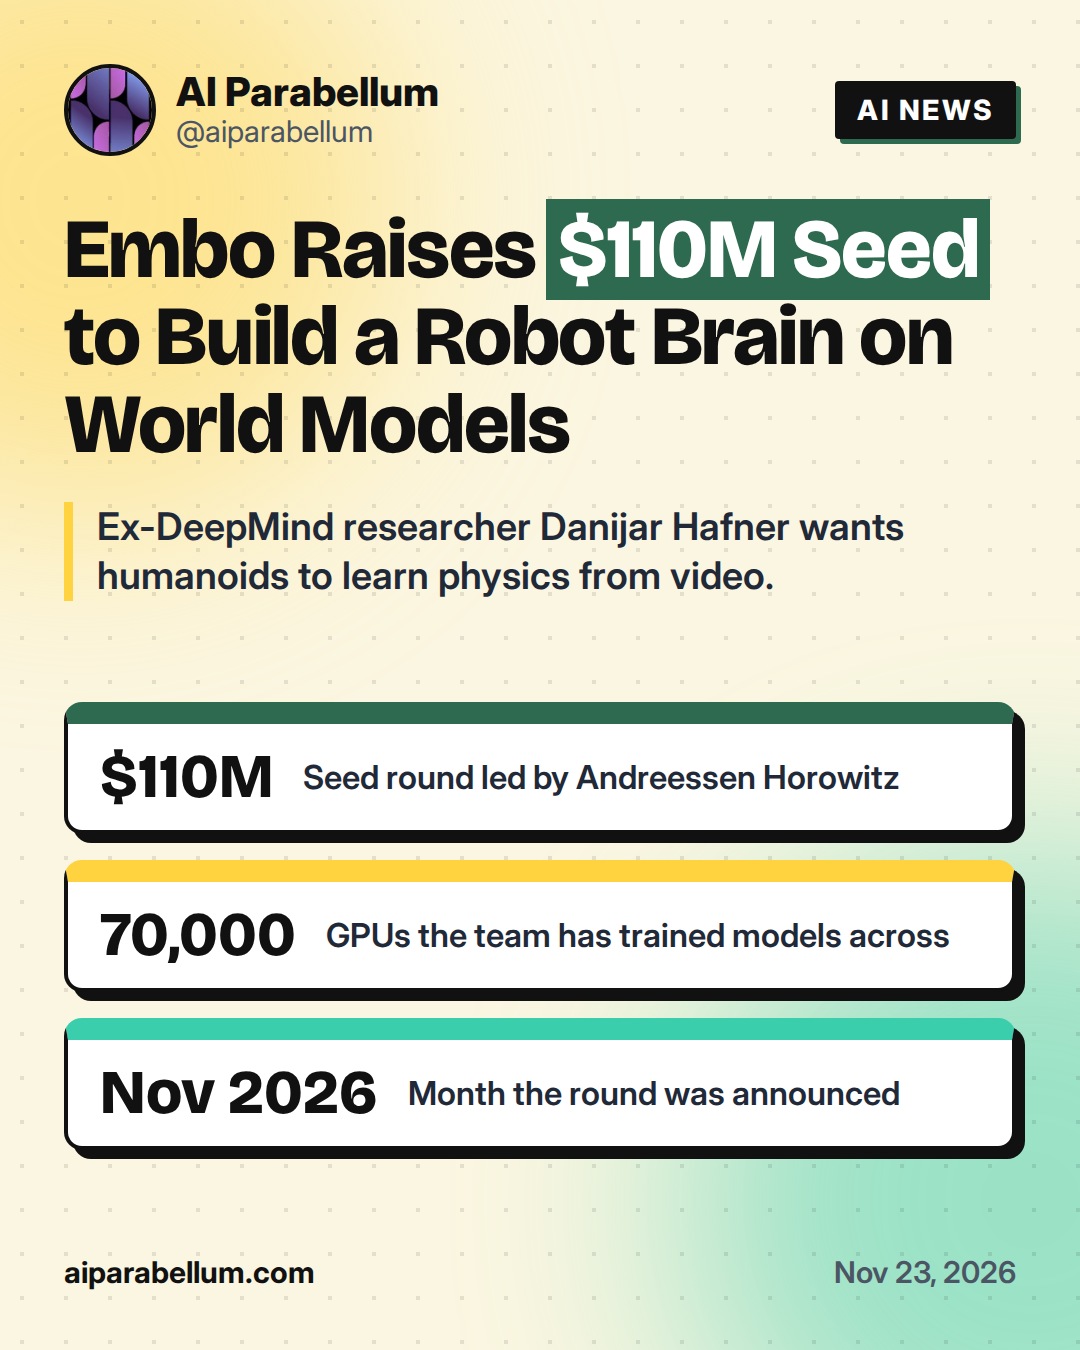 AI Parabellum
@aiparabellum
AI NEWS
Embo Raises $110M Seed
to Build a Robot Brain on
World Models
Ex-DeepMind researcher Danijar Hafner wants
humanoids to learn physics from video.
$110M Seed round led by Andreessen Horowitz
70,000 GPUs the team has trained models across
Nov 2026 Month the round was announced
aiparabellum.com
Nov 23, 2026